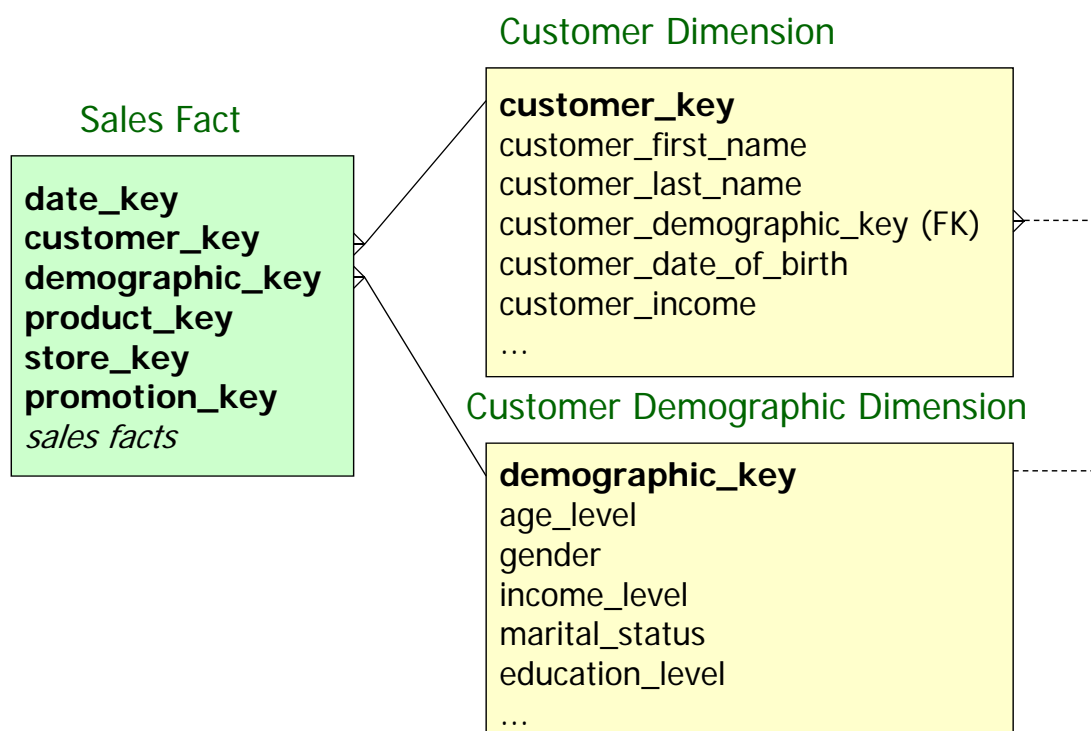 Customer Dimension
Sales Fact
customer_key
customer_first_name
customer_last_name
customer_demographic_key (FK)
customer_date_of_birth
customer_income
…
date_key
customer_key
demographic_key
product_key
store_key
promotion_key
sales facts
Customer Demographic Dimension
demographic_key
age_level
gender
income_level
marital_status
education_level
…